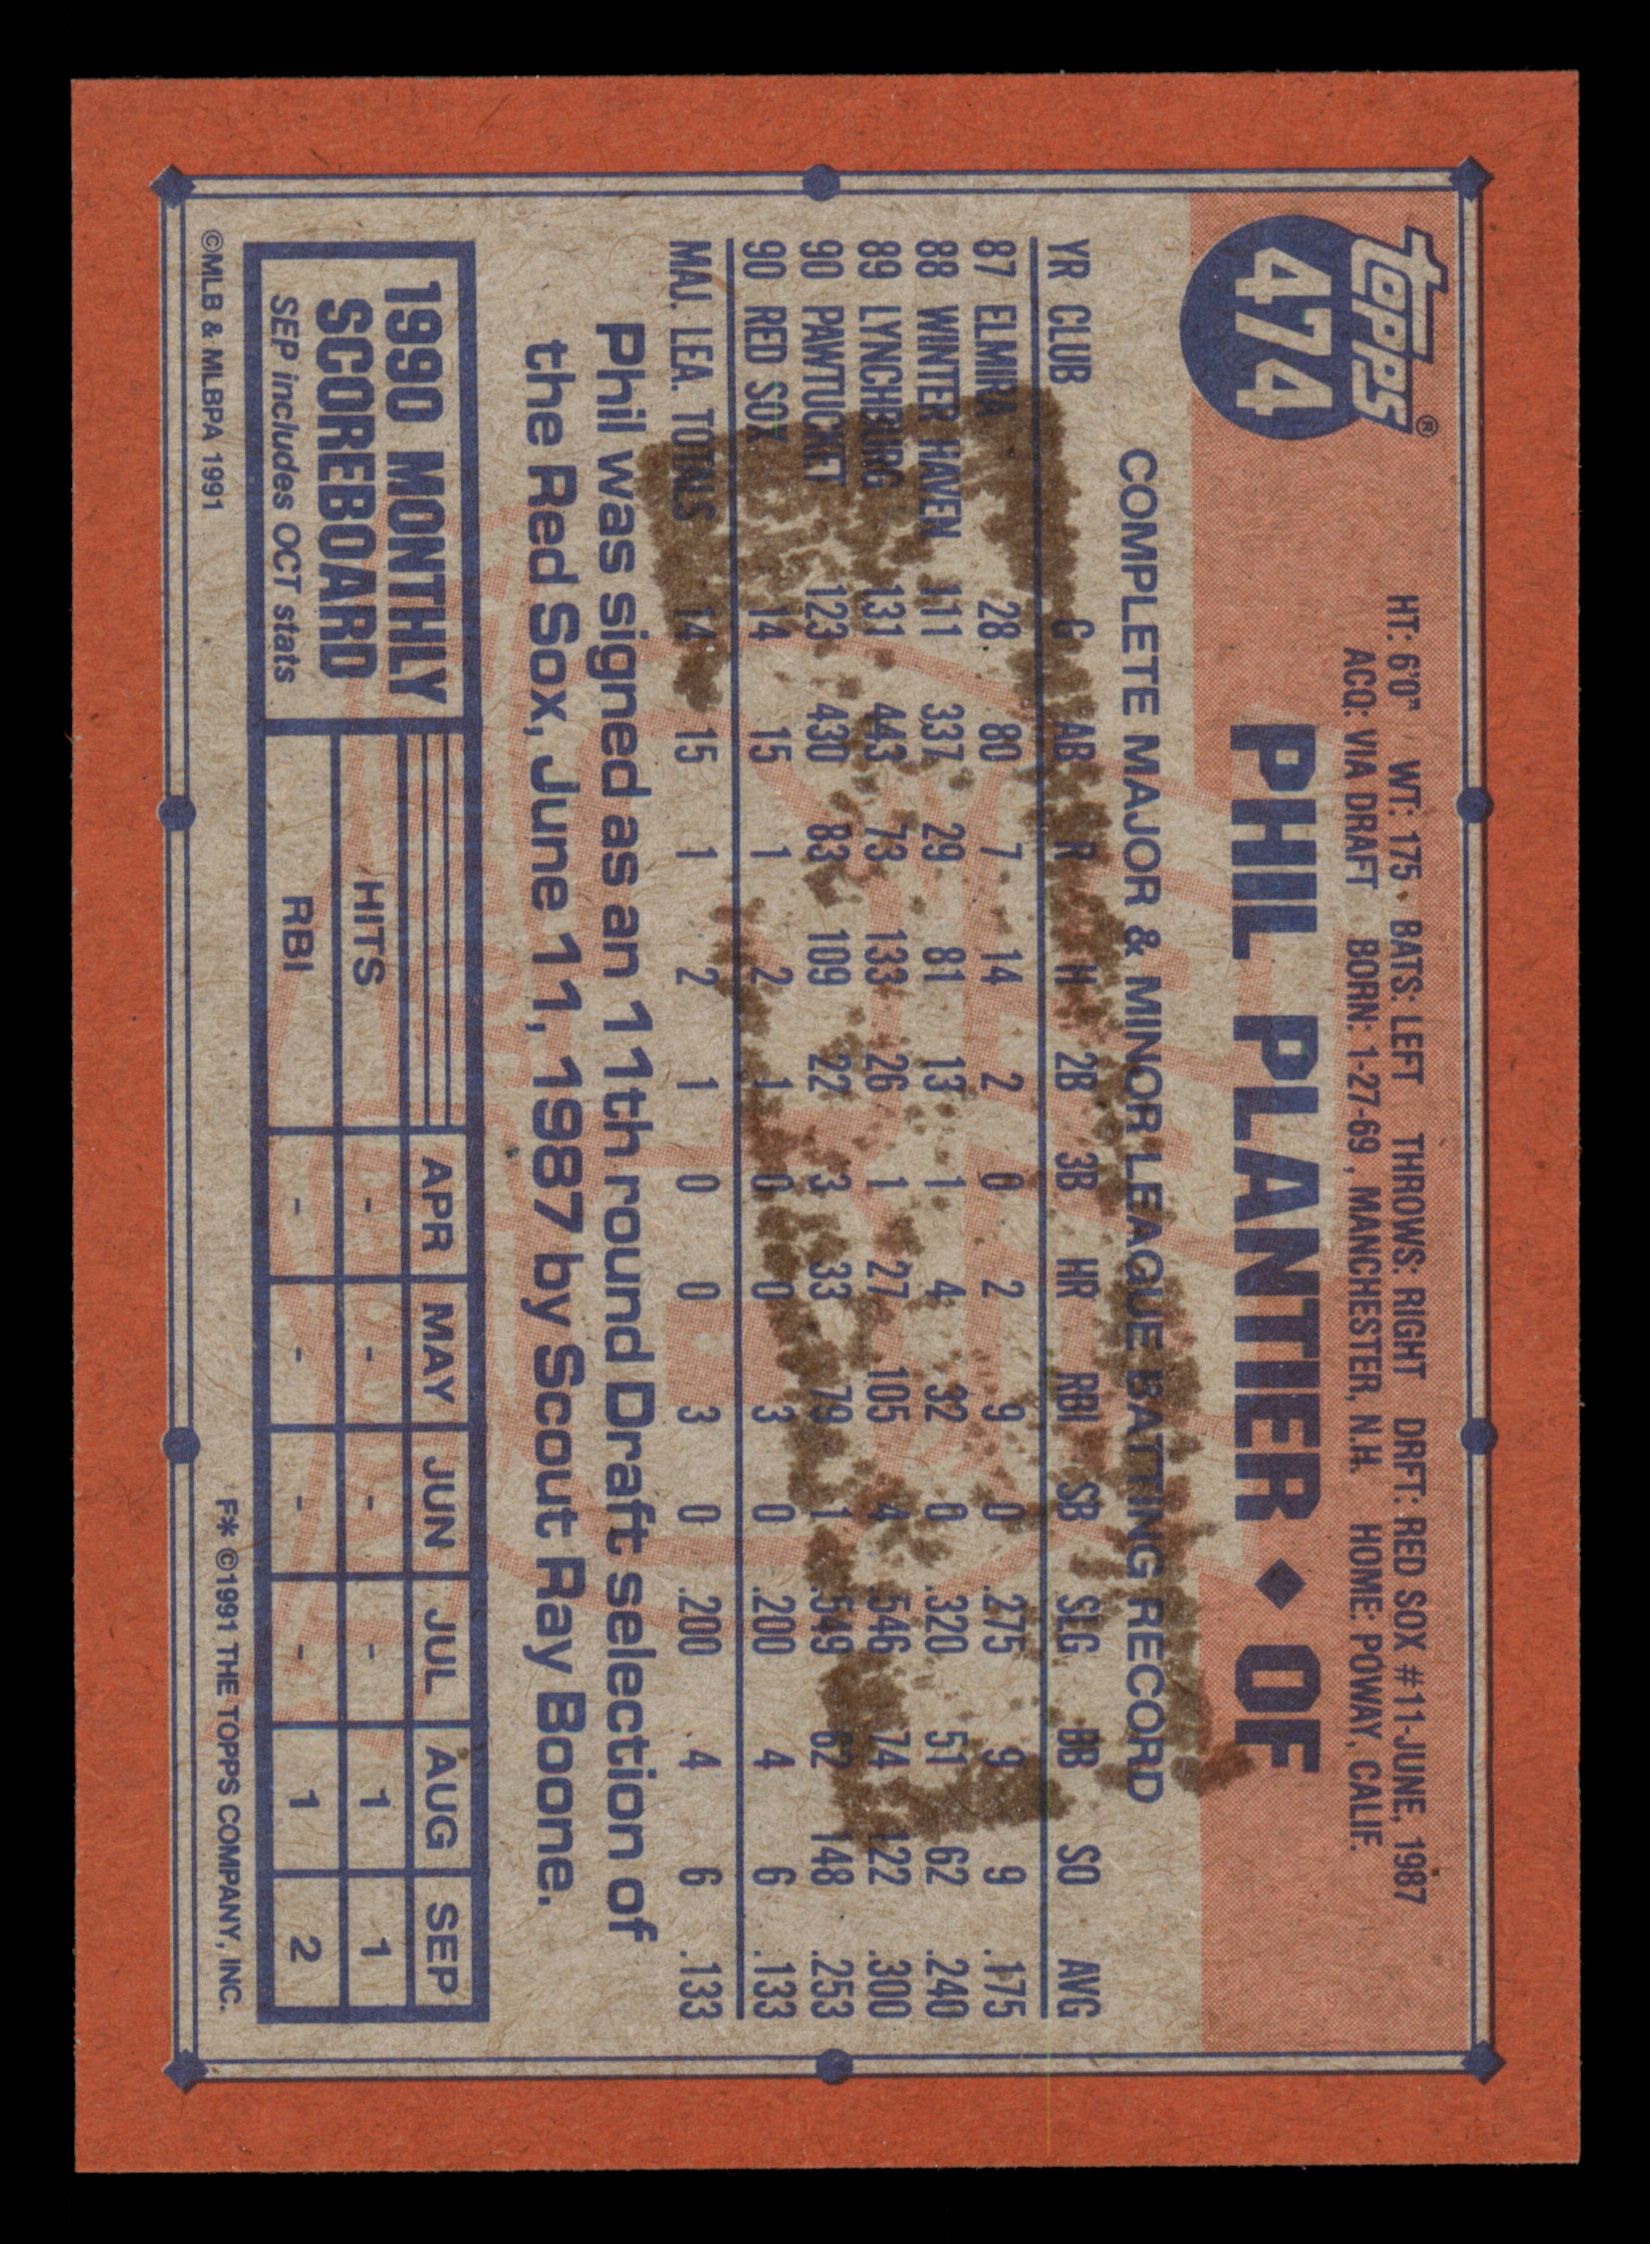 topps®
474
HT: 6'0" WT: 175 BATS: LEFT THROWS: RIGHT DRFT: RED SOX #11-JUNE, 1987
ACQ: VIA DRAFT BORN: 1-27-69, MANCHESTER, N.H. HOME: POWAY, CALIF.
PHIL PLANTIER ◆ OF
COMPLETE MAJOR & MINOR LEAGUE BATTING RECORD
YR CLUB G AB R H 2B 3B HR RBI SB SLG BB SO AVG
87 ELMIRA 28 80 7 14 2 0 2 9 0 .275 9 9 .175
88 WINTER HAVEN 111 337 29 81 13 1 4 32 0 .320 51 62 .240
89 LYNCHBURG 131 443 73 133 26 1 27 105 4 .546 74 122 .300
90 PAWTUCKET 123 430 83 109 22 3 33 79 1 .549 62 148 .253
90 RED SOX 14 15 1 2 1 0 0 3 0 .200 4 6 .133
MAJ. LEA. TOTALS 14 15 1 2 1 0 0 3 0 .200 4 6 .133
Phil was signed as an 11th round Draft selection of
the Red Sox, June 11, 1987 by Scout Ray Boone.
1990 MONTHLY
SCOREBOARD
SEP includes OCT stats
APR MAY JUN JUL AUG SEP
HITS - - - - 1 1
RBI - - - - 1 2
©MLB & MLBPA 1991
F* ©1991 THE TOPPS COMPANY, INC.